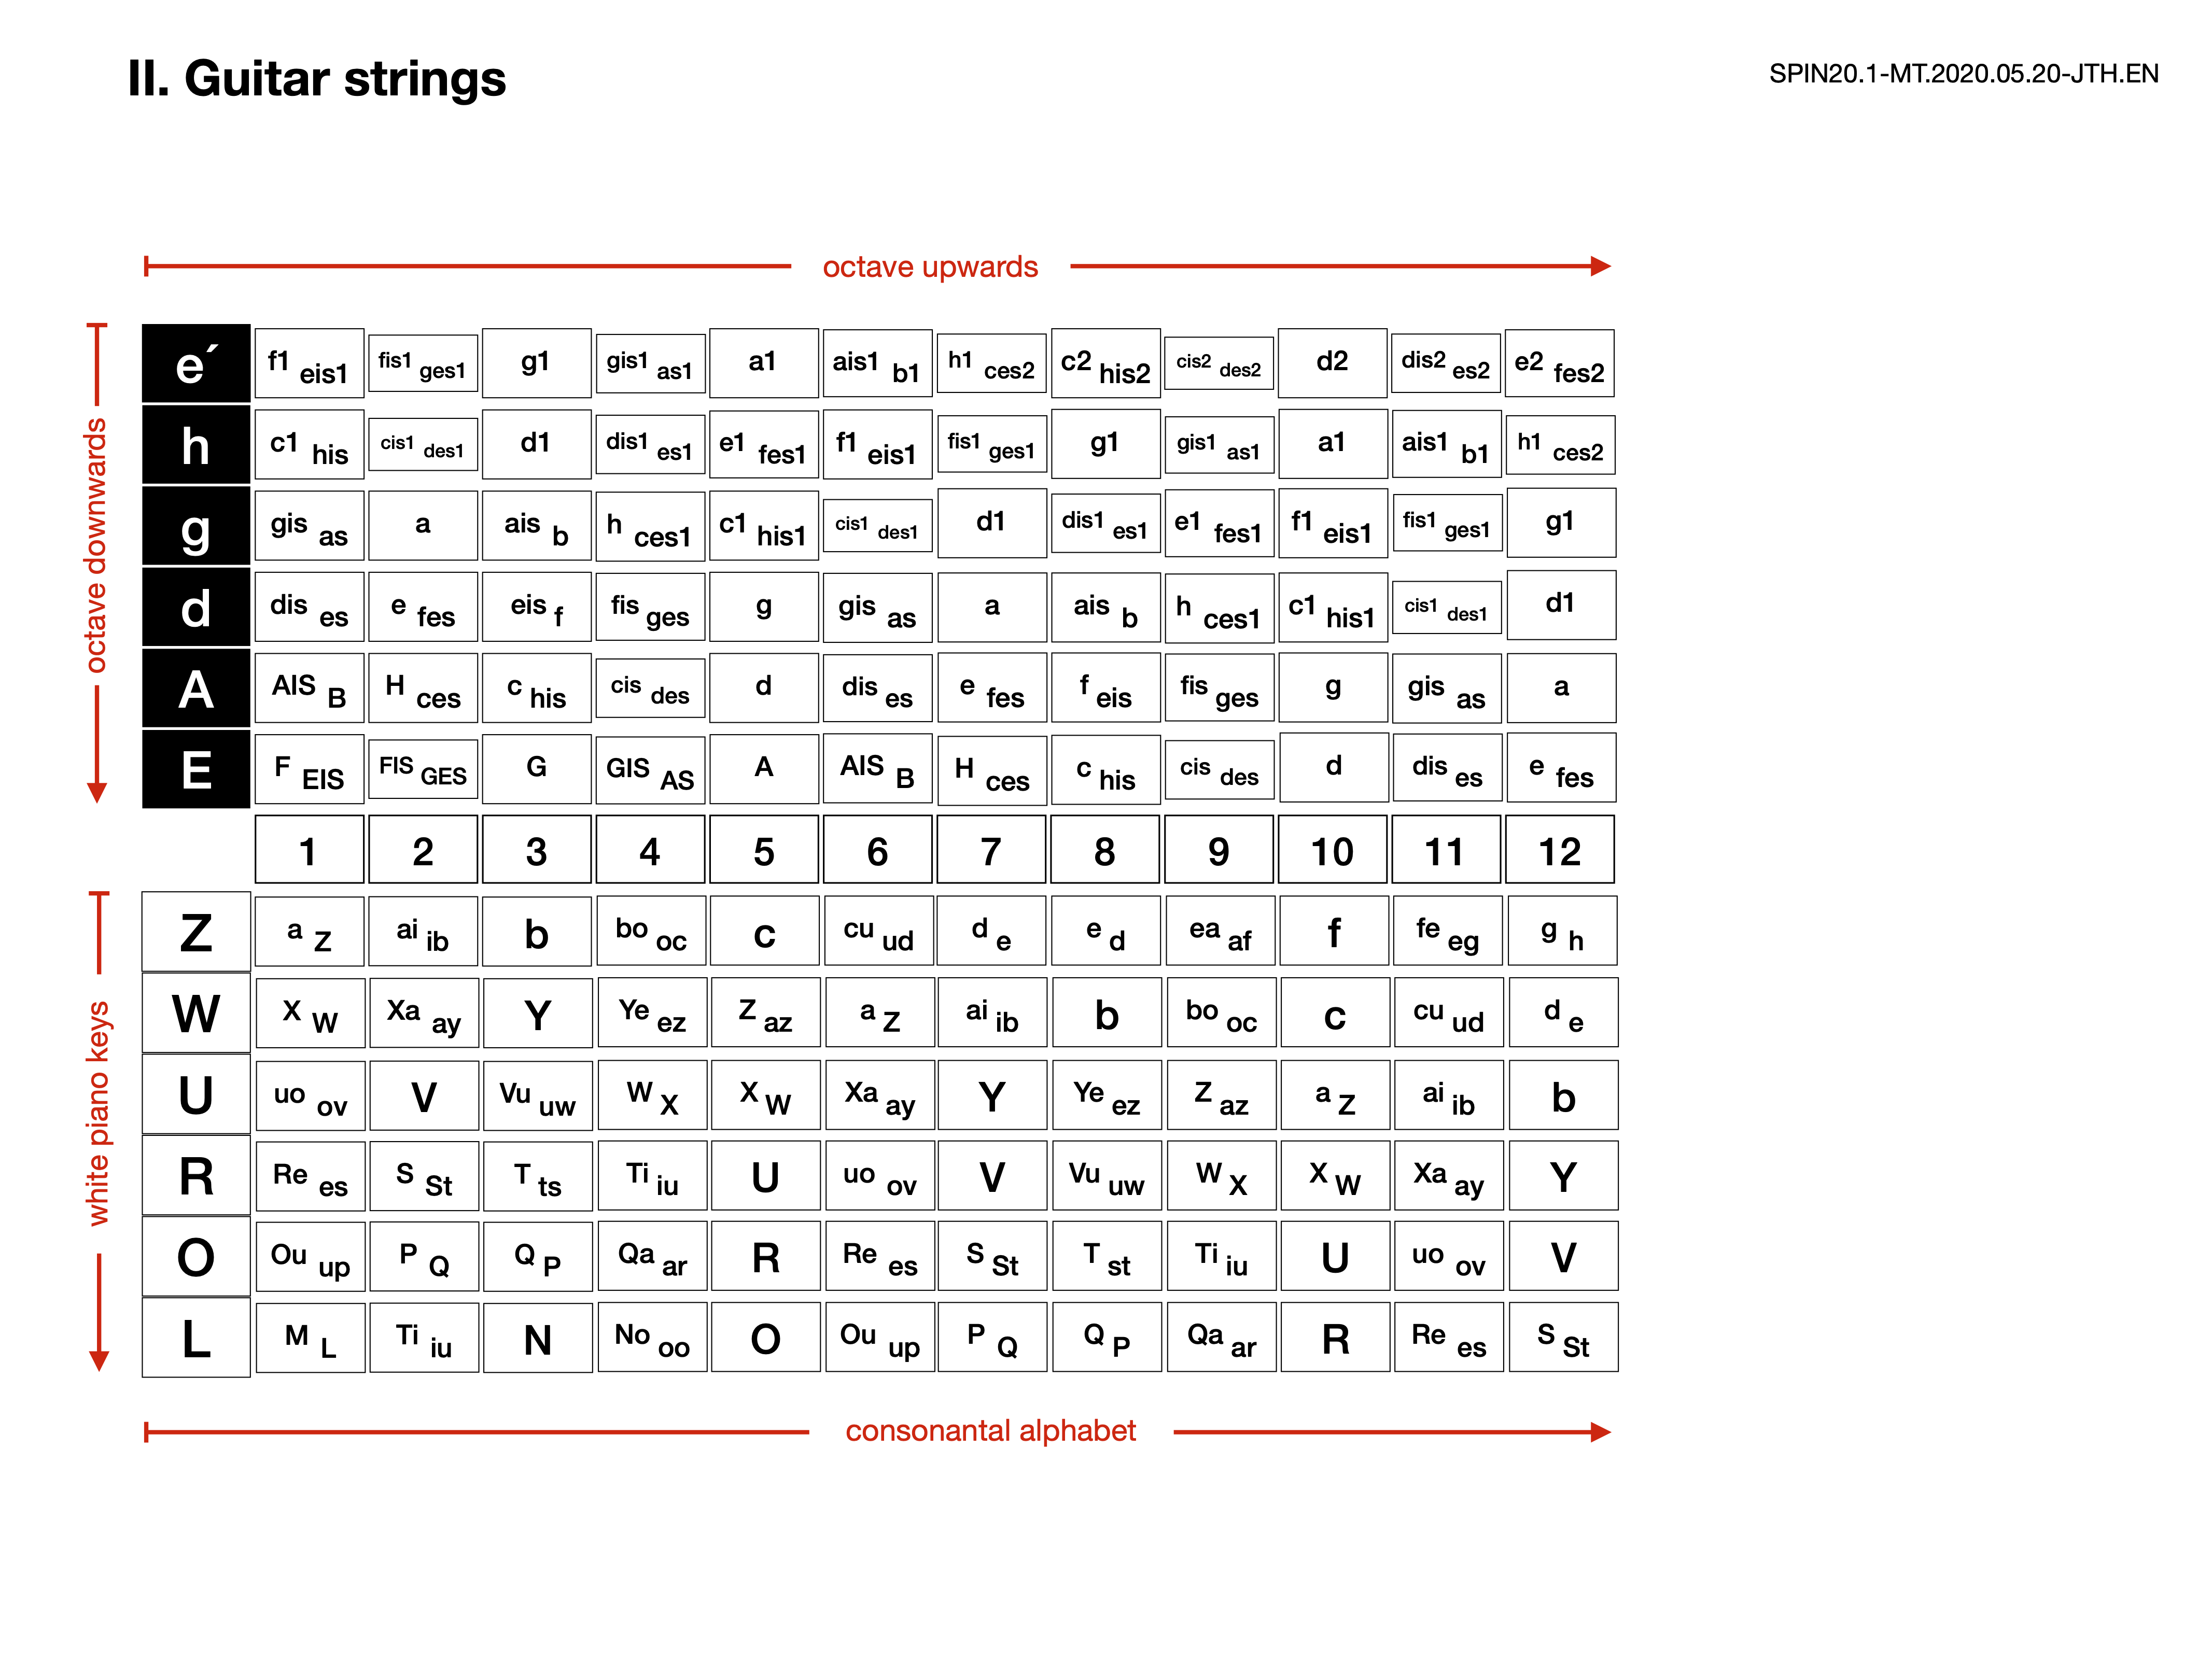 II. Guitar strings
SPIN20.1-MT.2020.05.20-JTH.EN
octave upwards
octave downwards
e´ f1 eis1 fis1 ges1 g1 gis1 as1 a1 ais1 b1 h1 ces2 c2 his2 cis2 des2 d2 dis2 es2 e2 fes2
h c1 his cis1 des1 d1 dis1 es1 e1 fes1 f1 eis1 fis1 ges1 g1 gis1 as1 a1 ais1 b1 h1 ces2
g gis as a ais b h ces1 c1 his1 cis1 des1 d1 dis1 es1 e1 fes1 f1 eis1 fis1 ges1 g1
d dis es e fes eis f fis ges g gis as a ais b h ces1 c1 his1 cis1 des1 d1
A AIS B H ces c his cis des d dis es e fes f eis fis ges g gis as a
E F EIS FIS GES G GIS AS A AIS B H ces c his cis des d dis es e fes
1 2 3 4 5 6 7 8 9 10 11 12
white piano keys
Z a Z ai ib b bo oc c cu ud d e e d ea af f fe eg g h
W X W Xa ay Y Ye ez Z az a Z ai ib b bo oc c cu ud d e
U uo ov V Vu uw W X X W Xa ay Y Ye ez Z az a Z ai ib b
R Re es S St T ts Ti iu U uo ov V Vu uw W X X W Xa ay Y
O Ou up P Q Q P Qa ar R Re es S St T st Ti iu U uo ov V
L M L Ti iu N No oo O Ou up P Q Q P Qa ar R Re es S St
consonantal alphabet